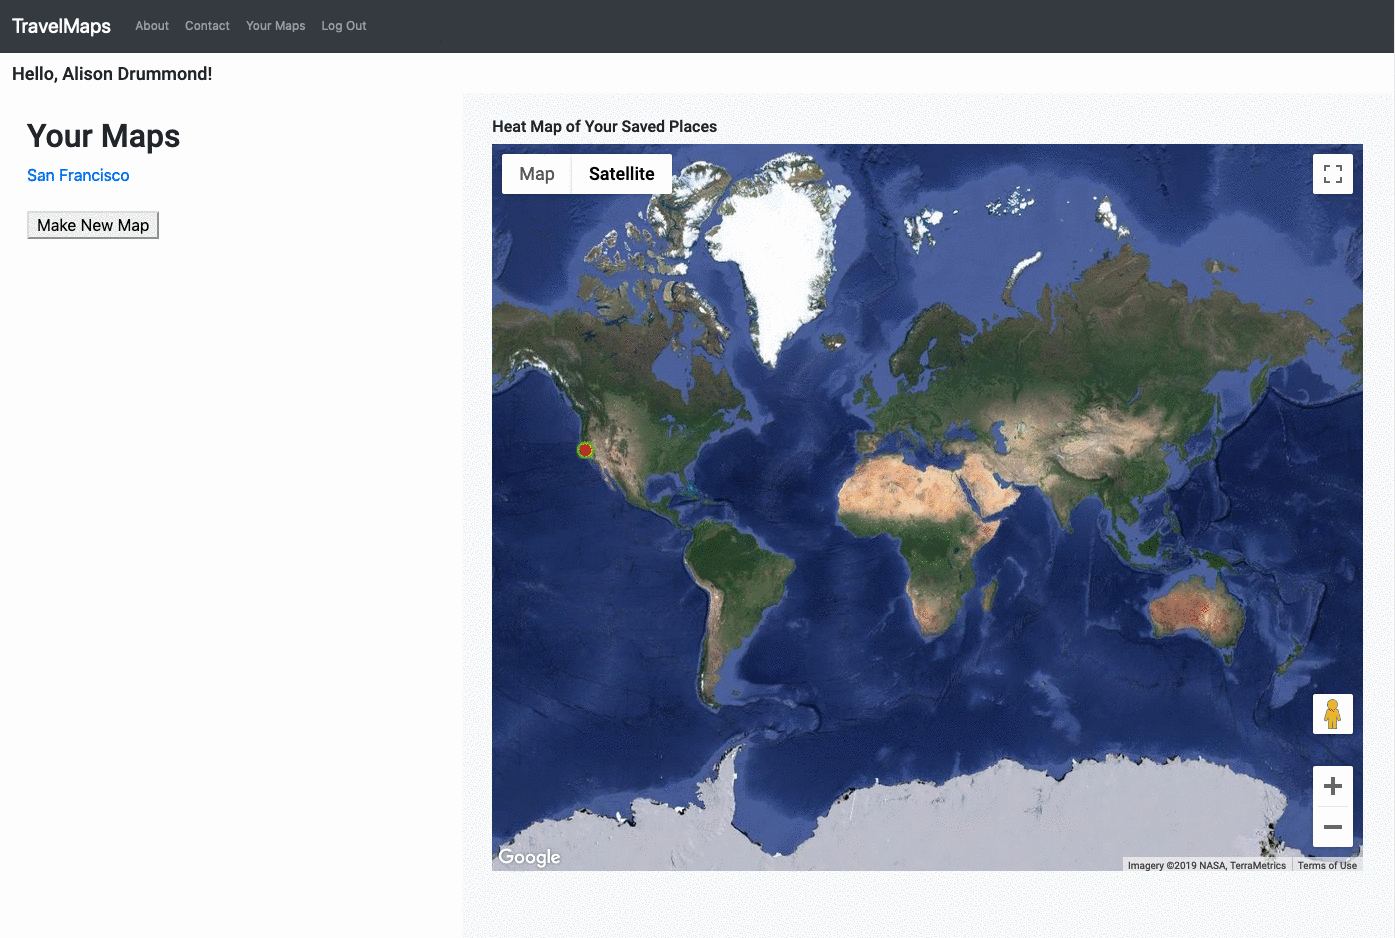 TravelMaps About Contact Your Maps Log Out
Hello, Alison Drummond!
Your Maps
San Francisco
Make New Map
Heat Map of Your Saved Places
Map Satellite
Google
Imagery ©2019 NASA, TerraMetrics Terms of Use